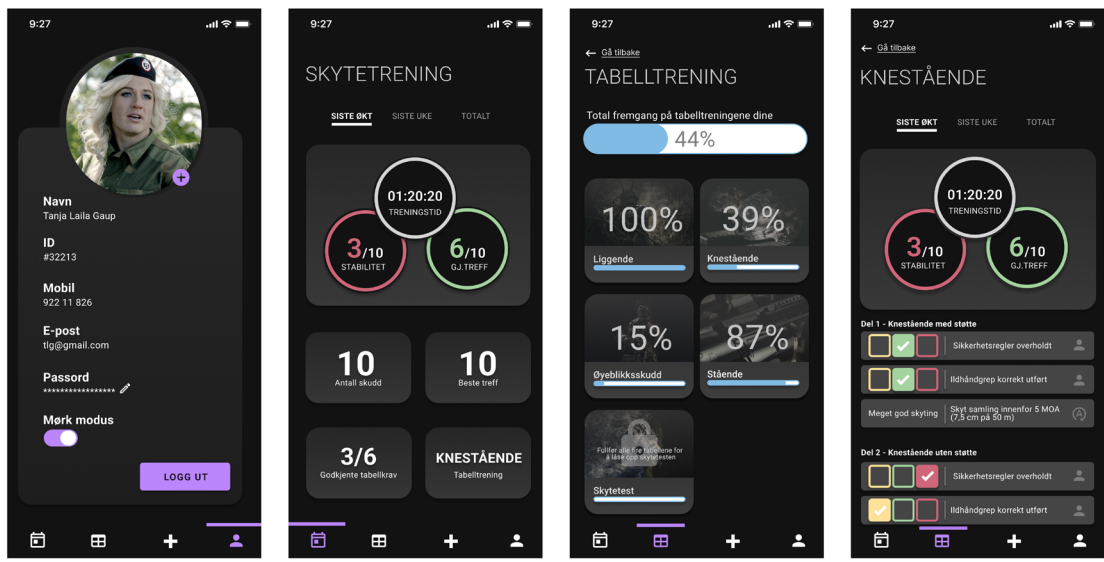 9:27
Navn
Tanja Laila Gaup
ID
#32213
Mobil
922 11 826
E-post
tlg@gmail.com
Passord
*****************
Mørk modus
LOGG UT
9:27
SKYTETRENING
SISTE ØKT SISTE UKE TOTALT
01:20:20
TRENINGSTID
3/10
STABILITET
6/10
GJ.TREFF
10
Antall skudd
10
Beste treff
3/6
Godkjente tabellkrav
KNESTÅENDE
Tabelltrening
9:27
← Gå tilbake
TABELLTRENING
Total fremgang på tabelltreningene dine
44%
100%
Liggende
39%
Knestående
15%
Øyeblikksskudd
87%
Stående
Fullfør alle fire tabellene for
å låse opp skytetesten
Skytetest
9:27
← Gå tilbake
KNESTÅENDE
SISTE ØKT SISTE UKE TOTALT
01:20:20
TRENINGSTID
3/10
STABILITET
6/10
GJ.TREFF
Del 1 - Knestående med støtte
Sikkerhetsregler overholdt
Ildhåndgrep korrekt utført
Meget god skyting
Skyt samling innenfor 5 MOA
(7,5 cm på 50 m)
A
Del 2 - Knestående uten støtte
Sikkerhetsregler overholdt
Ildhåndgrep korrekt utført